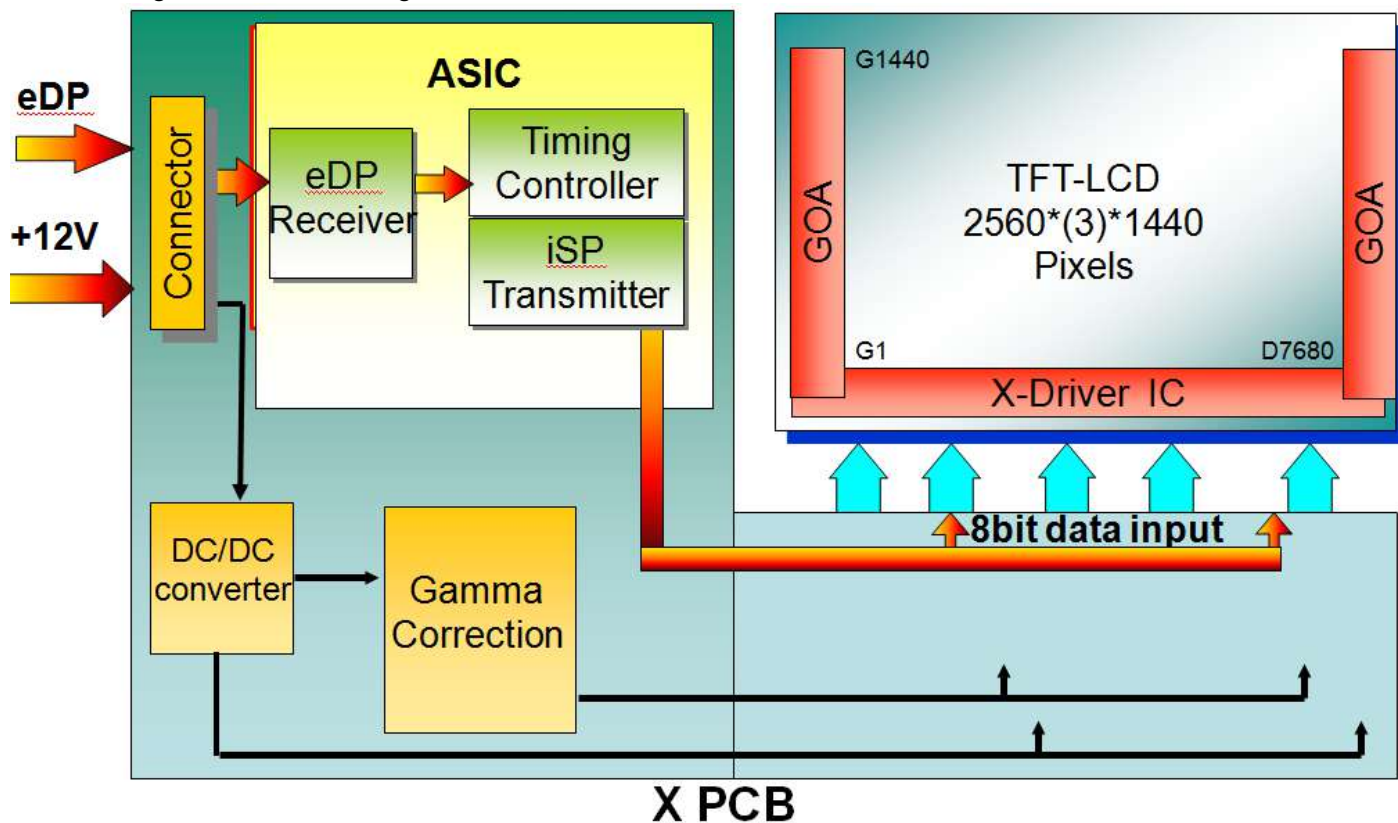 eDP
+12V
Connector
ASIC
eDP
Receiver
Timing
Controller
iSP
Transmitter
DC/DC
converter
Gamma
Correction
G1440
GOA
TFT-LCD
2560*(3)*1440
Pixels
GOA
G1
D7680
X-Driver IC
8bit data input
X PCB